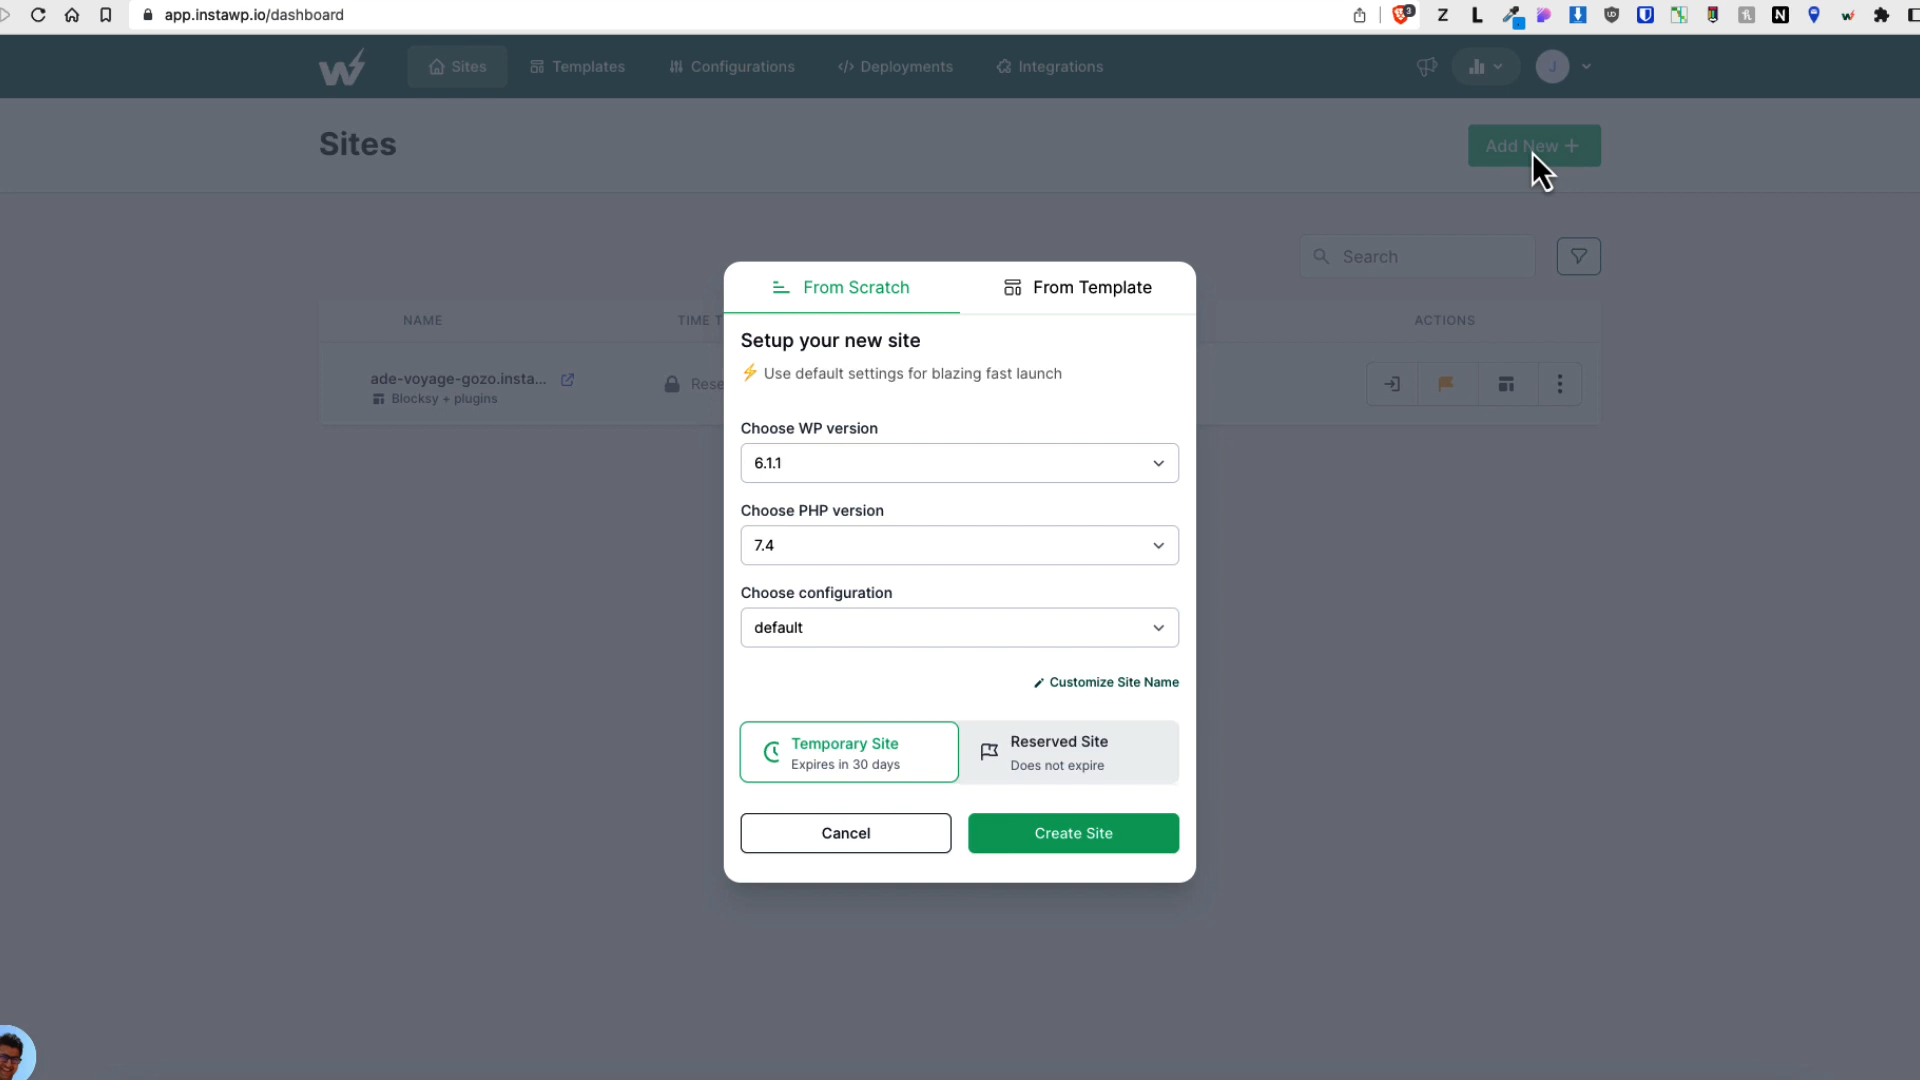 app.instawp.io/dashboard
3
Z
L
N
Sites
Templates
Configurations
Deployments
Integrations
J
Sites
Add New +
Search
NAME
TIME T
ACTIONS
ade-voyage-gozo.insta...
Rese
Blocksy + plugins
From Scratch
From Template
Setup your new site
⚡ Use default settings for blazing fast launch
Choose WP version
6.1.1
Choose PHP version
7.4
Choose configuration
default
Customize Site Name
Temporary Site
Expires in 30 days
Reserved Site
Does not expire
Cancel
Create Site